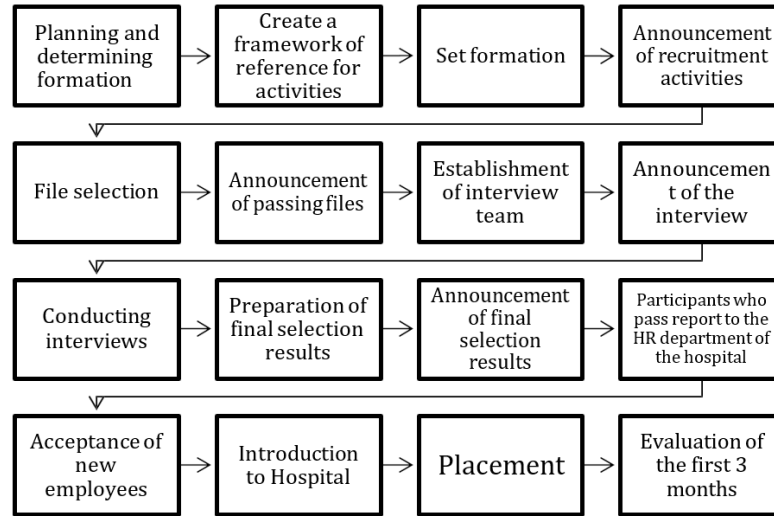 Planning and
determining
formation
Create a
framework of
reference for
activities
Set formation
Announcement
of recruitment
activities
File selection
Announcement
of passing files
Establishment
of interview
team
Announcemen
t of the
interview
Conducting
interviews
Preparation of
final selection
results
Announcement
of final
selection
results
Participants who
pass report to the
HR department of
the hospital
Acceptance of
new
employees
Introduction
to Hospital
Placement
Evaluation of
the first 3
months